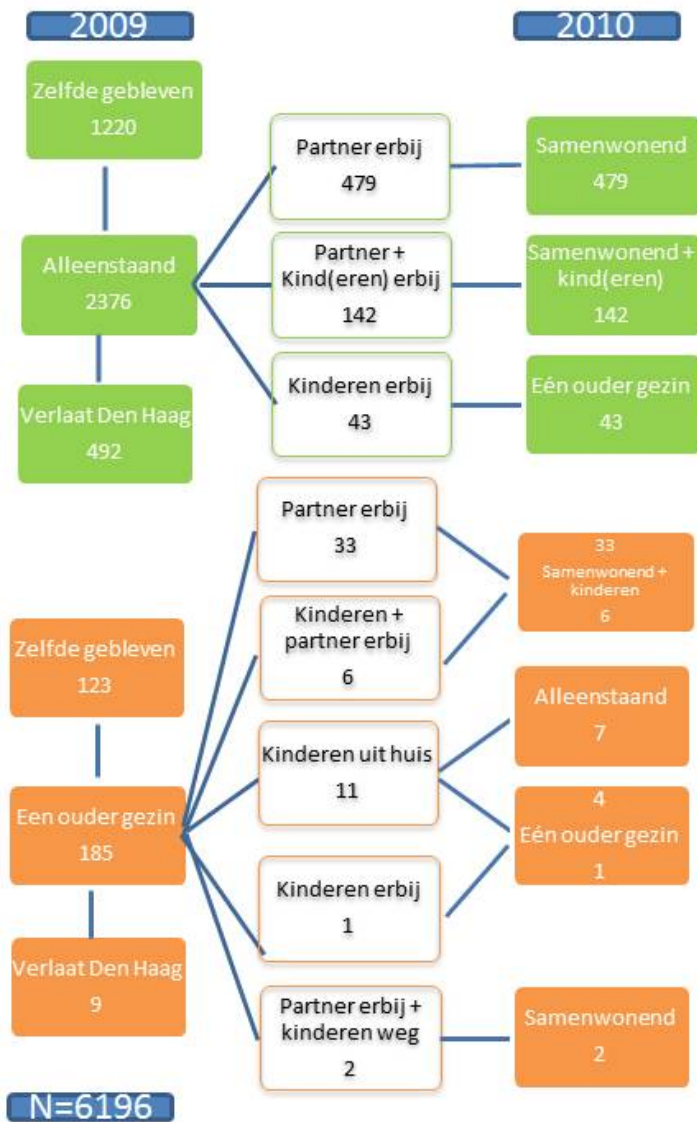 2009
2010
Zelfde gebleven
1220
Alleenstaand
2376
Verlaat Den Haag
492
Partner erbij
479
Partner +
Kind(eren) erbij
142
Kinderen erbij
43
Samenwonend
479
Samenwonend +
kind(eren)
142
Eén ouder gezin
43
Zelfde gebleven
123
Een ouder gezin
185
Verlaat Den Haag
9
Partner erbij
33
Kinderen +
partner erbij
6
Kinderen uit huis
11
Kinderen erbij
1
Partner erbij +
kinderen weg
2
33
Samenwonend +
kinderen
6
Alleenstaand
7
4
Eén ouder gezin
1
Samenwonend
2
N=6196